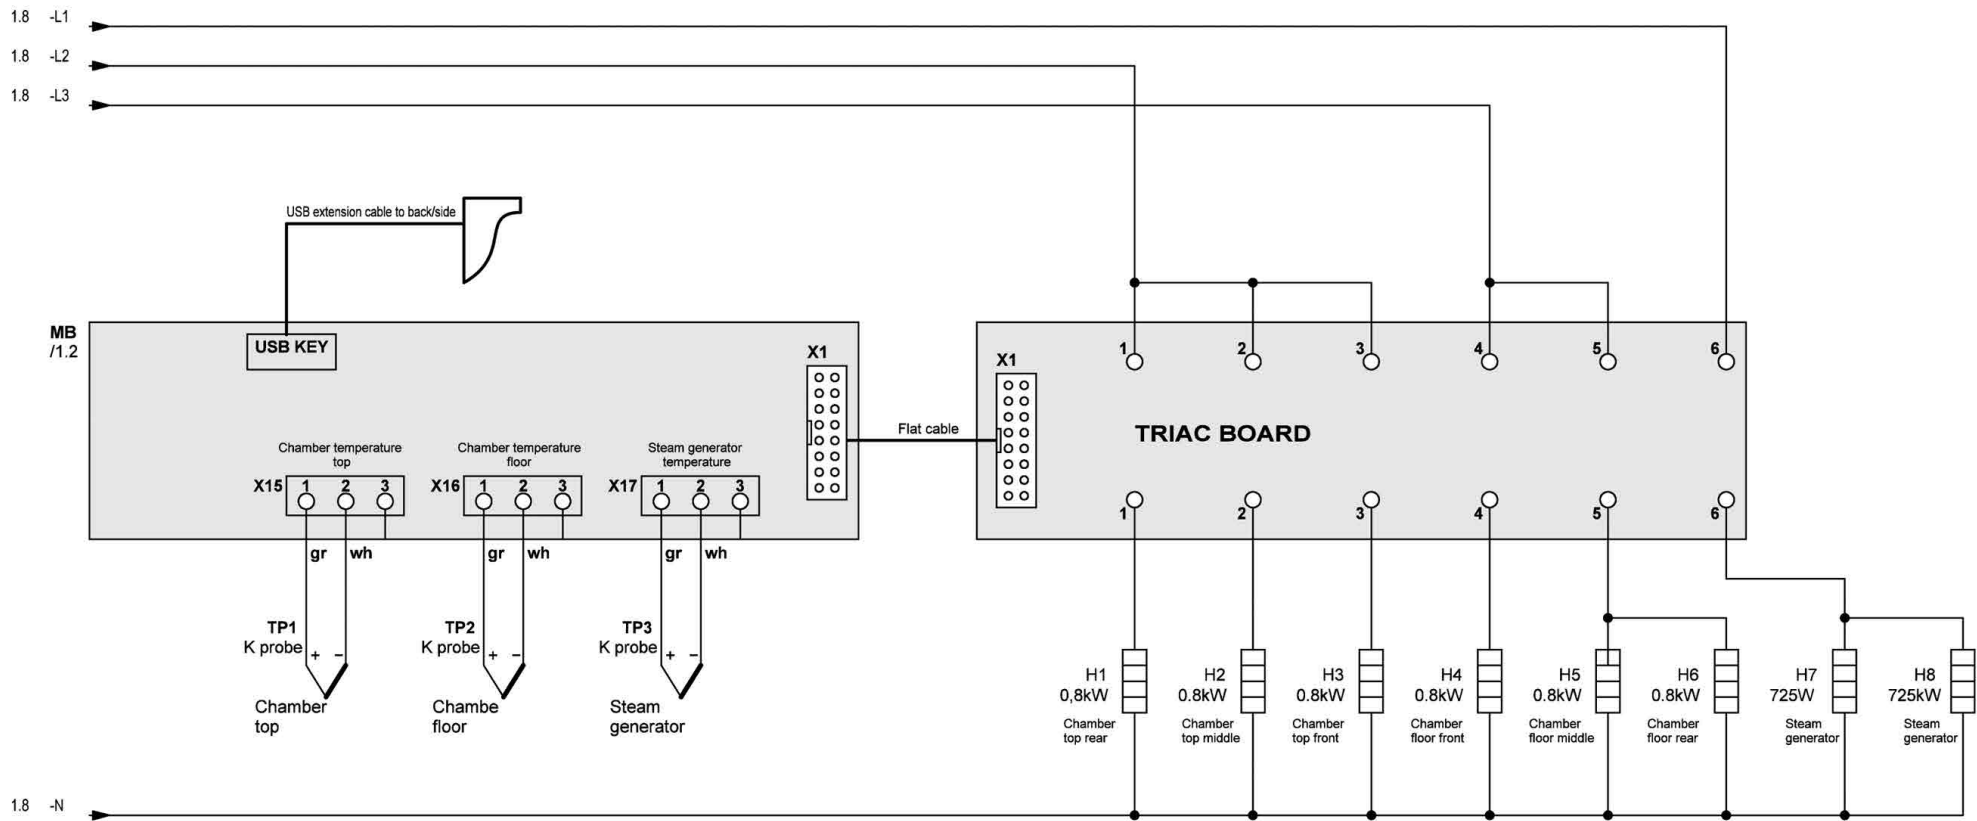 1.8 -L1
1.8 -L2
1.8 -L3
USB extension cable to back/side
MB
/1.2
USB KEY
X1
X1
1 2 3 4 5 6
Flat cable
TRIAC BOARD
Chamber temperature
top
Chamber temperature
floor
Steam generator
temperature
X15 1 2 3
X16 1 2 3
X17 1 2 3
1 2 3 4 5 6
gr wh
gr wh
gr wh
TP1
K probe
+ −
Chamber
top
TP2
K probe
+ −
Chambe
floor
TP3
K probe
+ −
Steam
generator
H1
0,8kW
Chamber
top rear
H2
0.8kW
Chamber
top middle
H3
0.8kW
Chamber
top front
H4
0.8kW
Chamber
floor front
H5
0.8kW
Chamber
floor middle
H6
0.8kW
Chamber
floor rear
H7
725W
Steam
generator
H8
725kW
Steam
generator
1.8 -N